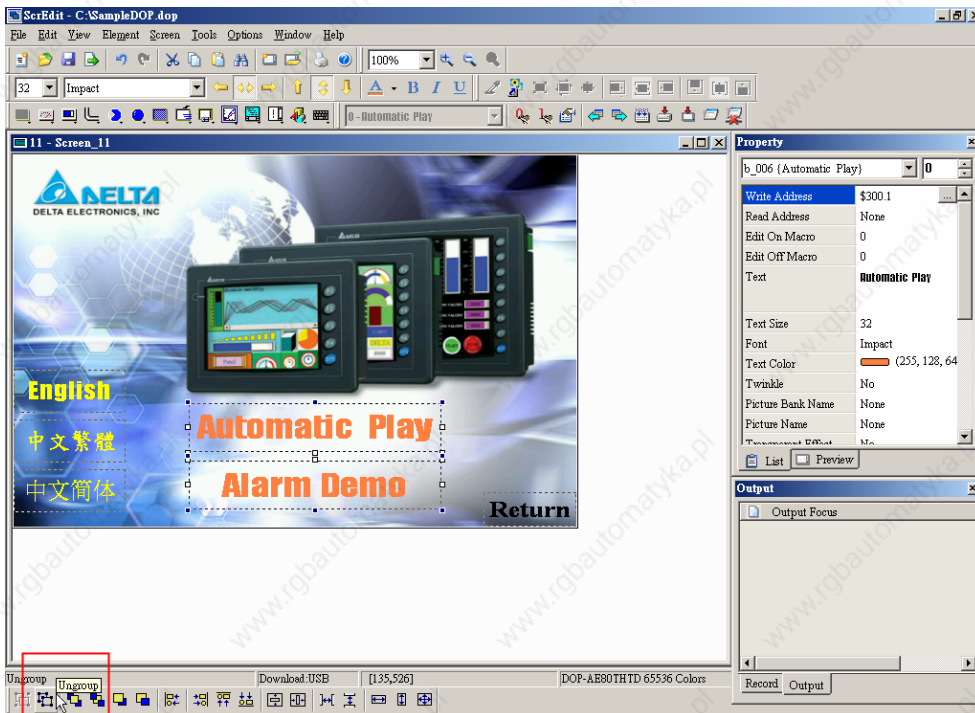 ScrEdit - C:\SampleDOP.dop
File Edit View Element Screen Tools Options Window Help
100%
32 Impact A B I U
0 - Automatic Play
11 - Screen_11
DELTA
DELTA ELECTRONICS, INC
English
中文繁體
中文简体
Automatic Play
Alarm Demo
Return
Property
b_006 {Automatic Play} 0
Write Address $300.1 ...
Read Address None
Edit On Macro 0
Edit Off Macro 0
Text Automatic Play
Text Size 32
Font Impact
Text Color (255, 128, 64
Twinkle No
Picture Bank Name None
Picture Name None
Transparent Effect No
List Preview
Output
Output Focus
Record Output
Ungroup Download:USB [135,526] DOP-AE80THTD 65536 Colors
Ungroup
www.rgbautomatyka.pl